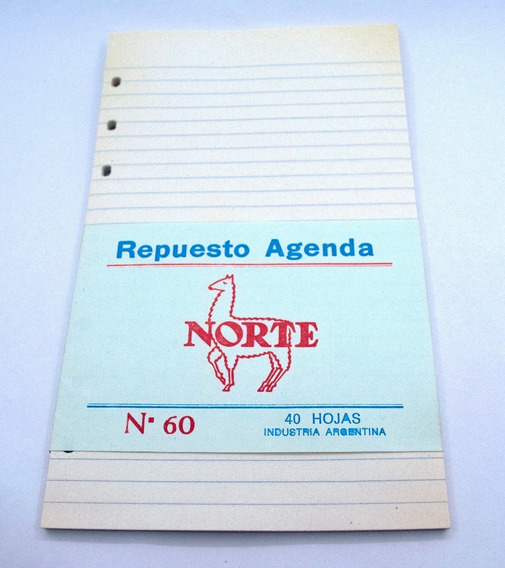 Repuesto Agenda
NORTE
N° 60
40 HOJAS
INDUSTRIA ARGENTINA